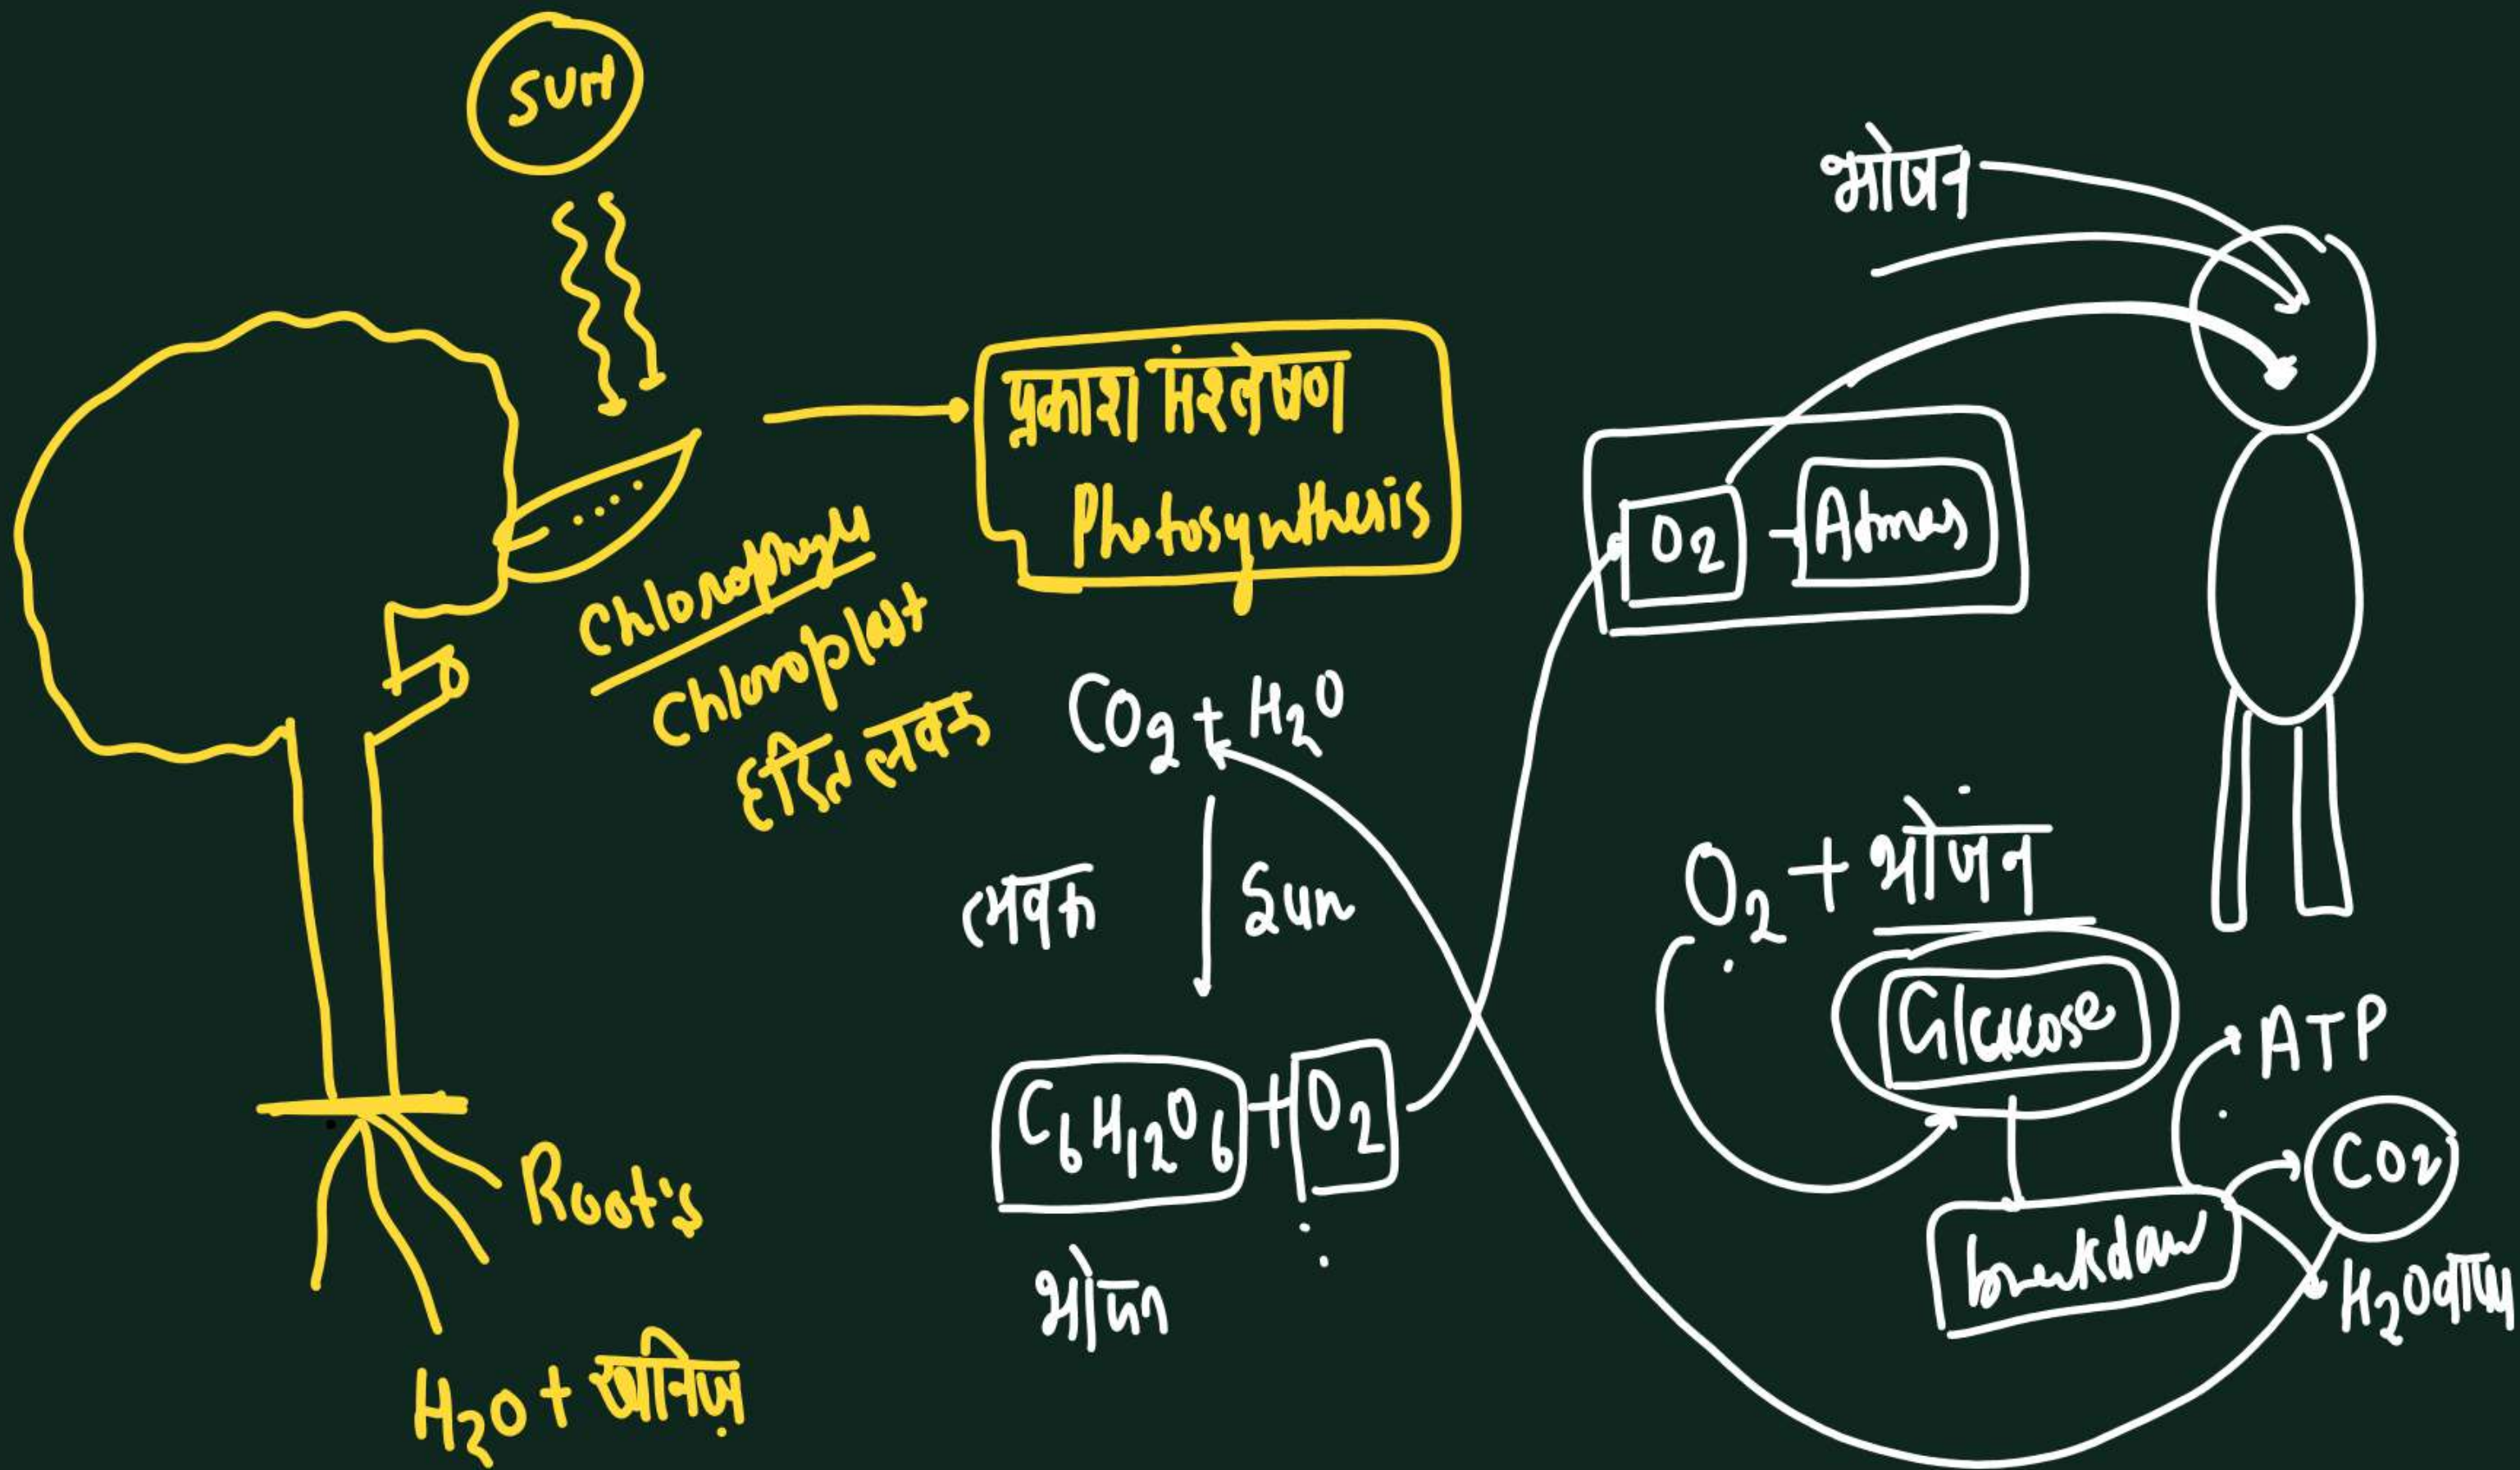 SUN
भोजन
प्रकाश संश्लेषण
Photosynthesis
O2 - Atmos
Chlorophyll
Chloroplast
हरित लवक
CO2 + H2O
लवक
Sun
O2 + भोजन
Glucose
ATP
C6H12O6 + O2
CO2
Root's
breakdown
H2O वाष्प
भोजन
H2O + खनिज